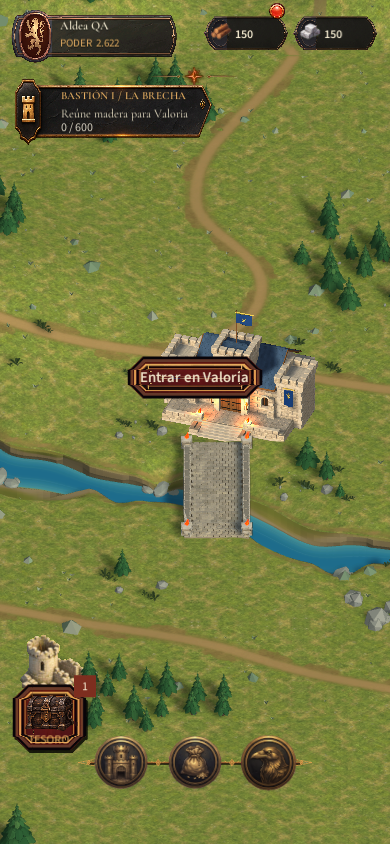 Aldea QA
PODER 2.622
150
150
BASTIÓN I / LA BRECHA
Reúne madera para Valoria
0 / 600
Entrar en Valoria
1
TESORO